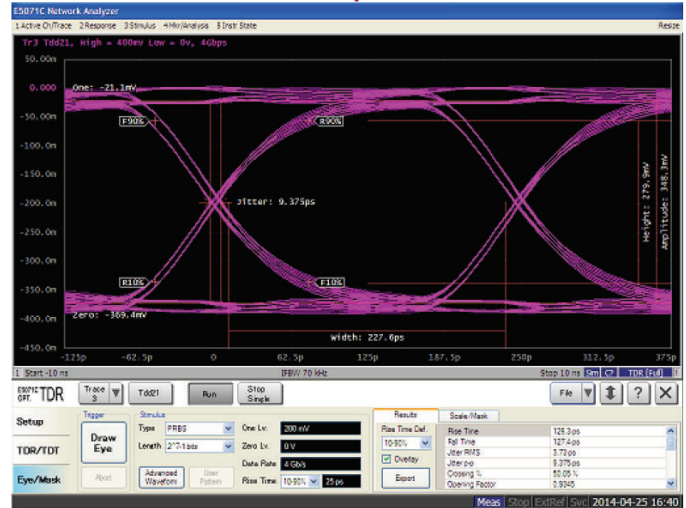 E5071C Network Analyzer
1 Active Ch/Trace 2 Response 3 Stimulus 4 Mkr/Analysis 5 Instr State Resize
Tr3 Tdd21, High = 400mV Low = 0v, 4Gbps
50.00m
0.000
One: -21.1mV
-50.00m
F90%
R90%
-100.0m
-150.0m
-200.0m
Jitter: 9.375ps
Height: 279.9mV
Amplitude: 348.3mV
-250.0m
-300.0m
R10%
F10%
-350.0m
Zero: -369.4mV
-400.0m
Width: 227.6ps
-450.0m
-125p -62.5p 0 62.5p 125p 187.5p 250p 312.5p 375p
1 Start -10 ns IFBW 70 kHz Stop 10 ns Sim C2 TDR [Full] !
E5071C OPT. TDR Trace 3 Tdd21 Run Stop Single File ? X
Setup
TDR/TDT
Eye/Mask
Trigger
Draw Eye
Abort
Stimulus
Type PRBS One Lv. 200 mV
Length 2^7-1 bits Zero Lv. 0 V
Data Rate 4 Gb/s
Advanced Waveform User Pattern Rise Time 10-90% 25 ps
Results Scale/Mask
Rise Time Def.
10-90%
Overlay
Export
Rise Time
Fall Time 127.4 ps
Jitter RMS 3.73 ps
Jitter p-p 9.375 ps
Crossing % 50.05 %
Opening Factor 0.9345
Meas Stop ExtRef Svc 2014-04-25 16:40